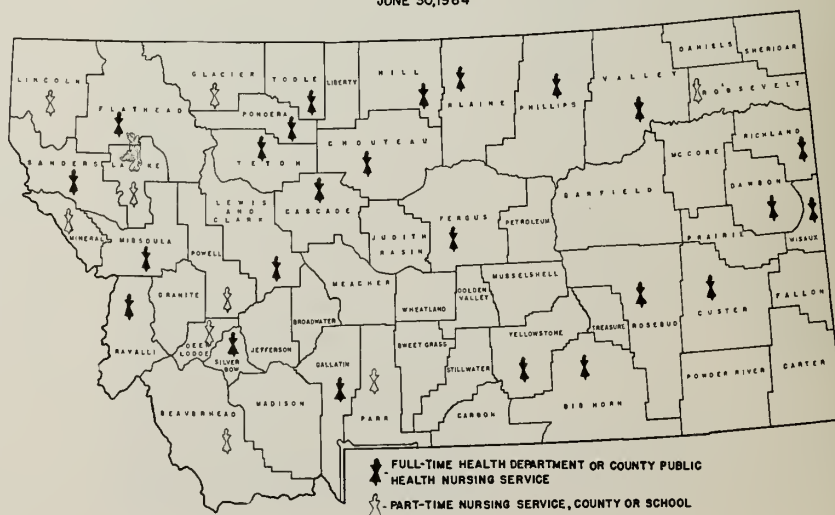 JUNE 30, 1964
LINCOLN
FLATHEAD
GLACIER
TOOLE
LIBERTY
HILL
BLAINE
PHILLIPS
VALLEY
DANIELS
SHERIDAN
ROOSEVELT
PONDERA
TETON
CHOUTEAU
SANDERS
LAKE
LEWIS
AND
CLARK
CASCADE
JUDITH
BASIN
FERGUS
PETROLEUM
GARFIELD
MCCONE
RICHLAND
DAWSON
PRAIRIE
WIBAUX
MINERAL
MISSOULA
POWELL
GRANITE
MEAGHER
WHEATLAND
GOLDEN
VALLEY
MUSSELSHELL
ROSEBUD
CUSTER
FALLON
RAVALLI
DEER
LODGE
SILVER
BOW
JEFFERSON
BROADWATER
GALLATIN
PARK
SWEET GRASS
STILLWATER
YELLOWSTONE
TREASURE
BIG HORN
POWDER RIVER
CARTER
BEAVERHEAD
MADISON
CARBON
- FULL-TIME HEALTH DEPARTMENT OR COUNTY PUBLIC
HEALTH NURSING SERVICE
- PART-TIME NURSING SERVICE, COUNTY OR SCHOOL